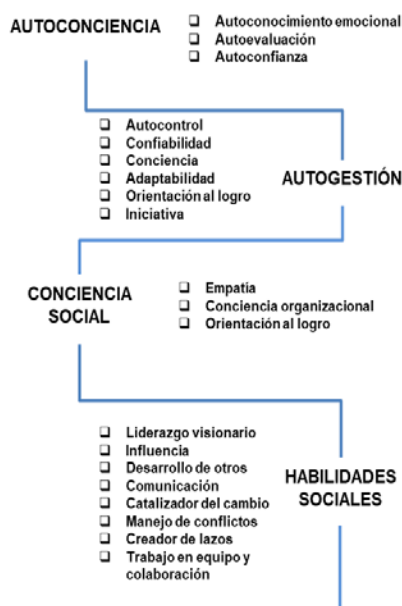 AUTOCONCIENCIA
❑ Autoconocimiento emocional
❑ Autoevaluación
❑ Autoconfianza
❑ Autocontrol
❑ Confiabilidad
❑ Conciencia
❑ Adaptabilidad
❑ Orientación al logro
❑ Iniciativa
AUTOGESTIÓN
CONCIENCIA
SOCIAL
❑ Empatía
❑ Conciencia organizacional
❑ Orientación al logro
❑ Liderazgo visionario
❑ Influencia
❑ Desarrollo de otros
❑ Comunicación
❑ Catalizador del cambio
❑ Manejo de conflictos
❑ Creador de lazos
❑ Trabajo en equipo y
colaboración
HABILIDADES
SOCIALES